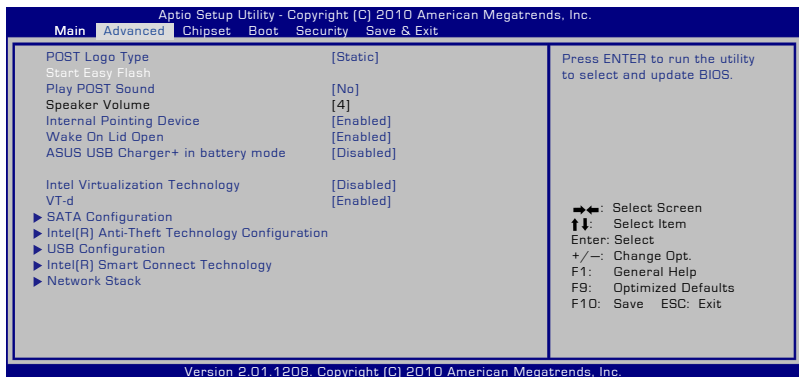 Aptio Setup Utility - Copyright (C) 2010 American Megatrends, Inc.
Main Advanced Chipset Boot Security Save & Exit
POST Logo Type [Static]
Start Easy Flash
Play POST Sound [No]
Speaker Volume [4]
Internal Pointing Device [Enabled]
Wake On Lid Open [Enabled]
ASUS USB Charger+ in battery mode [Disabled]
Intel Virtualization Technology [Disabled]
VT-d [Enabled]
SATA Configuration
Intel(R) Anti-Theft Technology Configuration
USB Configuration
Intel(R) Smart Connect Technology
Network Stack
Press ENTER to run the utility
to select and update BIOS.
→←: Select Screen
↑↓: Select Item
Enter: Select
+/—: Change Opt.
F1: General Help
F9: Optimized Defaults
F10: Save ESC: Exit
Version 2.01.1208. Copyright (C) 2010 American Megatrends, Inc.